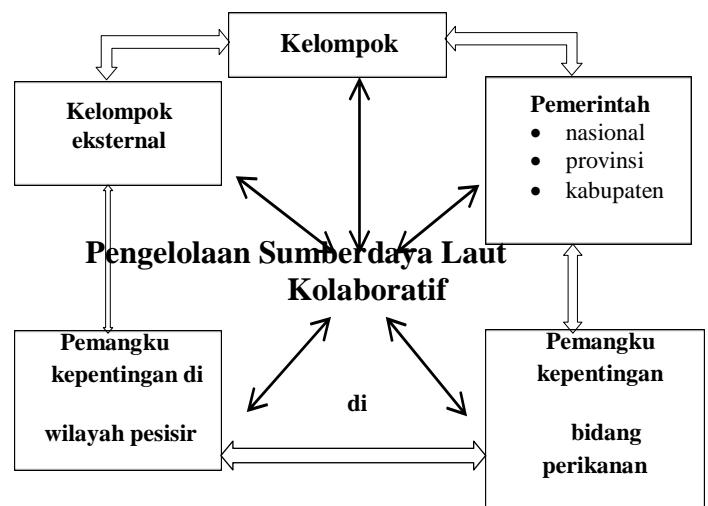 Kelompok
Kelompok
eksternal
Pemerintah
• nasional
• provinsi
• kabupaten
Pengelolaan Sumberdaya Laut
Kolaboratif
Pemangku
kepentingan di
wilayah pesisir
di
Pemangku
kepentingan
bidang
perikanan